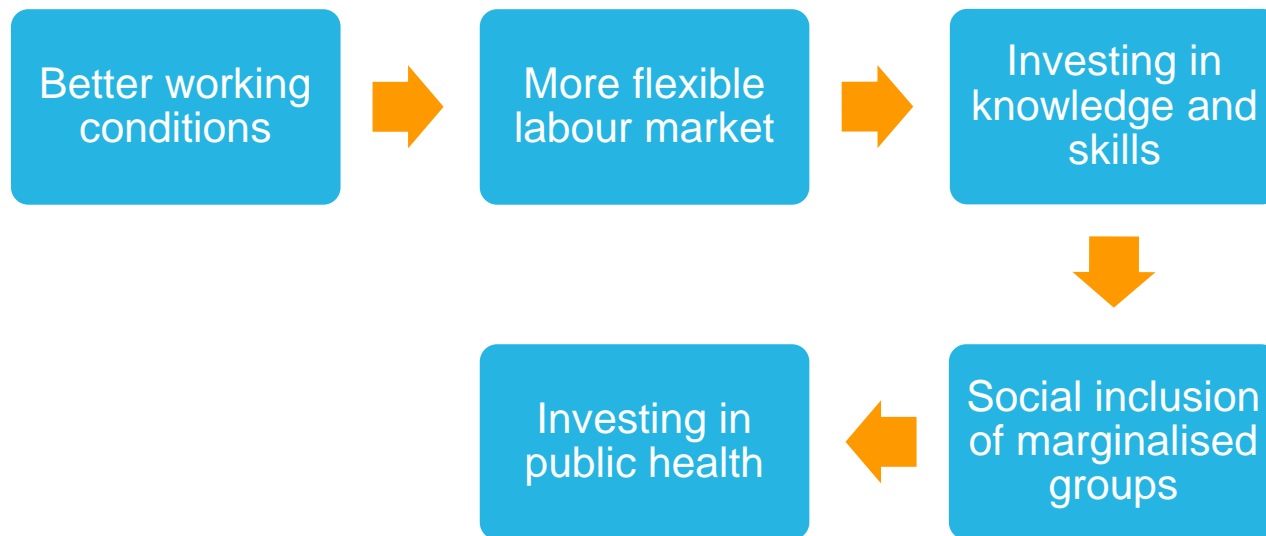 Better working
conditions
More flexible
labour market
Investing in
knowledge and
skills
Social inclusion
of marginalised
groups
Investing in
public health